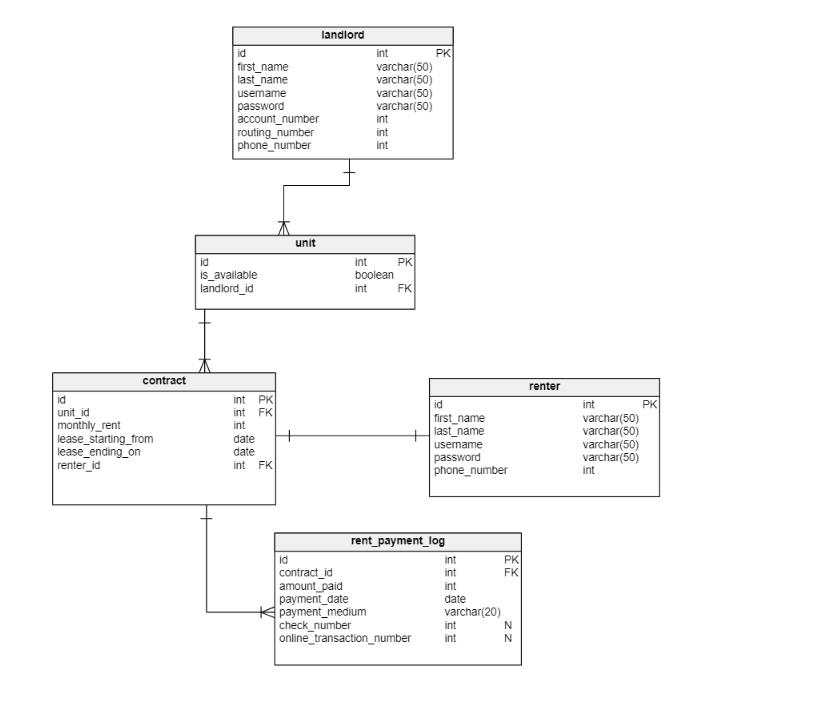 landlord
id int PK
first_name varchar(50)
last_name varchar(50)
username varchar(50)
password varchar(50)
account_number int
routing_number int
phone_number int
unit
id int PK
is_available boolean
landlord_id int FK
contract
id int PK
unit_id int FK
monthly_rent int
lease_starting_from date
lease_ending_on date
renter_id int FK
renter
id int PK
first_name varchar(50)
last_name varchar(50)
username varchar(50)
password varchar(50)
phone_number int
rent_payment_log
id int PK
contract_id int FK
amount_paid int
payment_date date
payment_medium varchar(20)
check_number int N
online_transaction_number int N